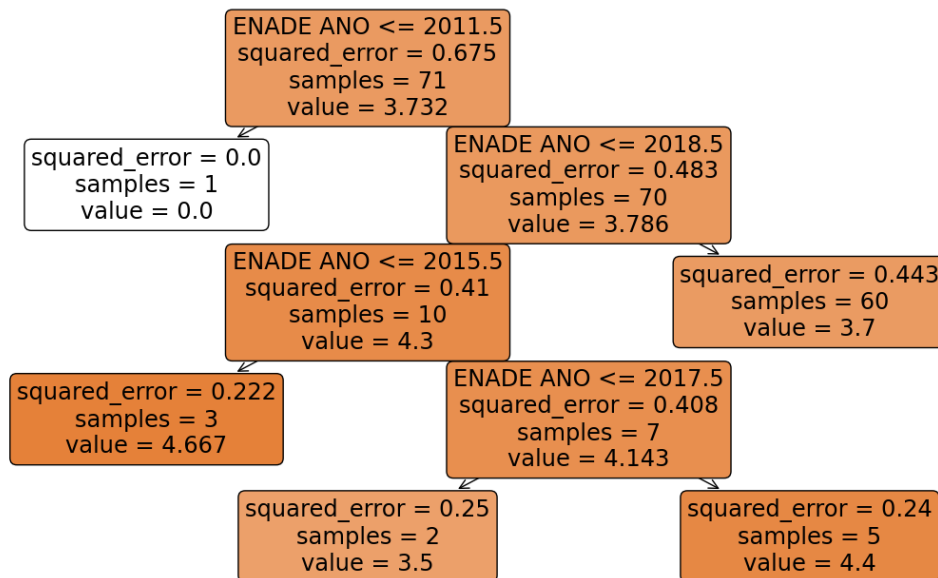 ENADE ANO <= 2011.5
squared_error = 0.675
samples = 71
value = 3.732
squared_error = 0.0
samples = 1
value = 0.0
ENADE ANO <= 2018.5
squared_error = 0.483
samples = 70
value = 3.786
ENADE ANO <= 2015.5
squared_error = 0.41
samples = 10
value = 4.3
squared_error = 0.443
samples = 60
value = 3.7
squared_error = 0.222
samples = 3
value = 4.667
ENADE ANO <= 2017.5
squared_error = 0.408
samples = 7
value = 4.143
squared_error = 0.25
samples = 2
value = 3.5
squared_error = 0.24
samples = 5
value = 4.4